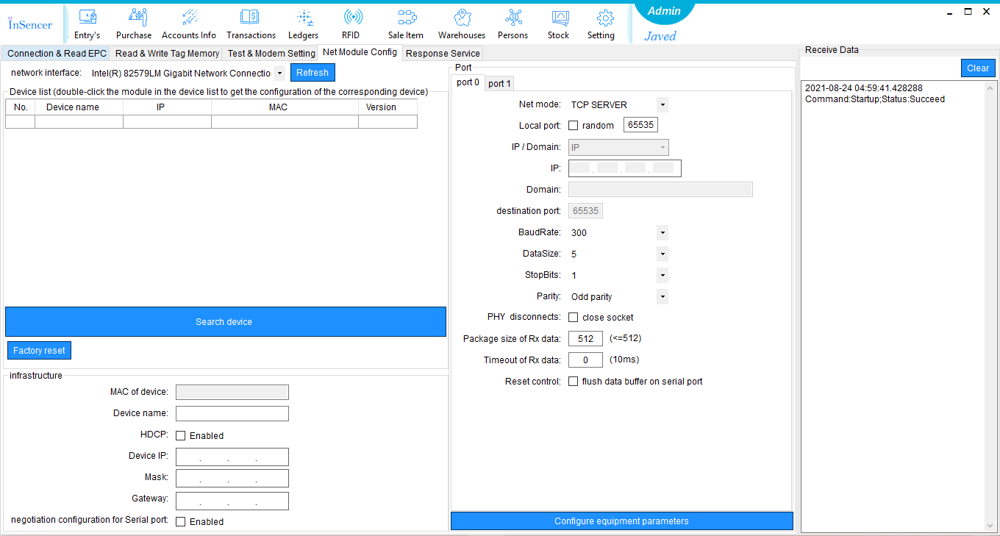 InSencer
Entry's Purchase Accounts Info Transactions Ledgers RFID Sale Item Warehouses Persons Stock Setting
Admin
Javed
Connection & Read EPC Read & Write Tag Memory Test & Modem Setting Net Module Config Response Service
network interface: Intel(R) 82579LM Gigabit Network Connectio Refresh
Device list (double-click the module in the device list to get the configuration of the corresponding device)
No. Device name IP MAC Version
Search device
Factory reset
infrastructure
MAC of device:
Device name:
HDCP: Enabled
Device IP: . . .
Mask: . . .
Gateway: . . .
negotiation configuration for Serial port: Enabled
Port
port 0 port 1
Net mode: TCP SERVER
Local port: random 65535
IP / Domain: IP
IP: . . .
Domain:
destination port: 65535
BaudRate: 300
DataSize: 5
StopBits: 1
Parity: Odd parity
PHY disconnects: close socket
Package size of Rx data: 512 (<=512)
Timeout of Rx data: 0 (10ms)
Reset control: flush data buffer on serial port
Configure equipment parameters
Receive Data
Clear
2021-08-24 04:59:41.428288
Command:Startup;Status:Succeed